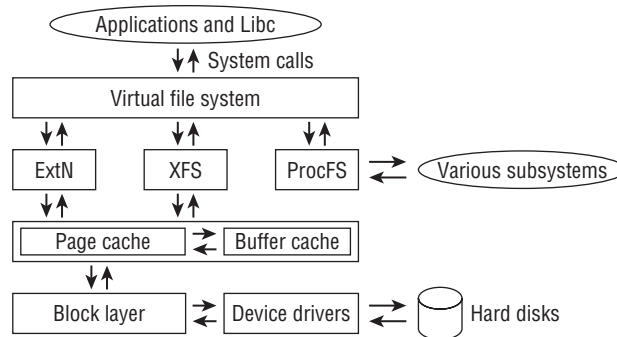 Applications and Libc
System calls
Virtual file system
ExtN
XFS
ProcFS
Various subsystems
Page cache
Buffer cache
Block layer
Device drivers
Hard disks